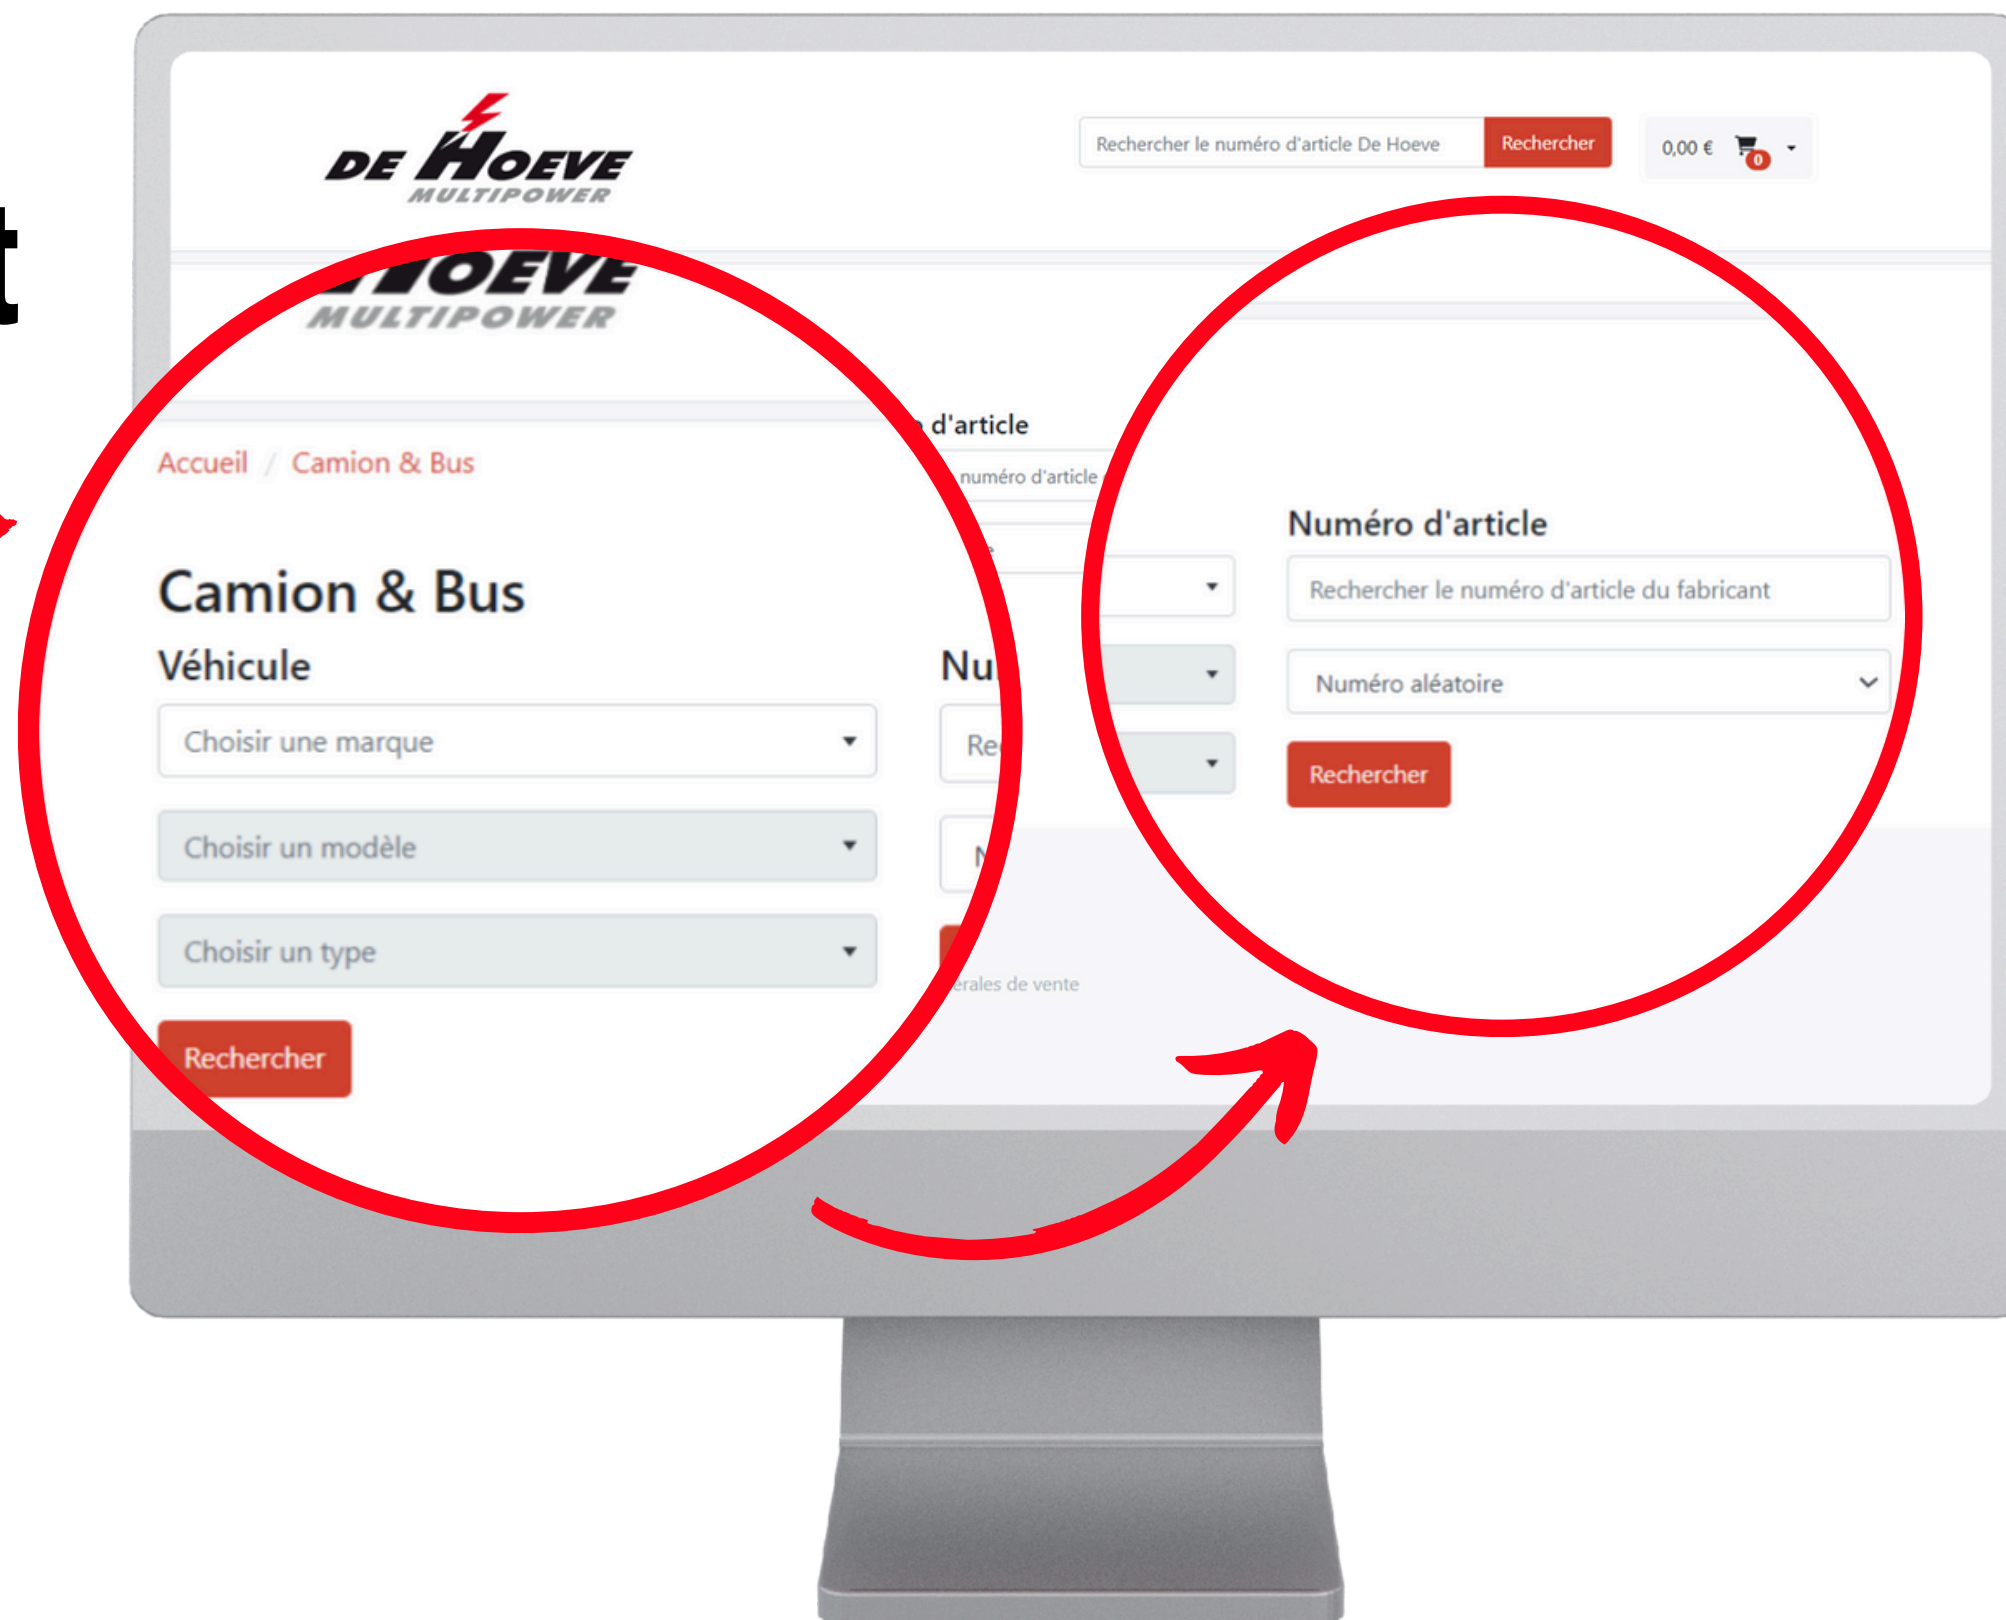 t
DE HOEVE
MULTIPOWER
Rechercher le numéro d'article De Hoeve
Rechercher
0,00 €
0
HOEVE
MULTIPOWER
Accueil / Camion & Bus
Camion & Bus
Véhicule
Choisir une marque
Choisir un modèle
Choisir un type
Rechercher
d'article
numéro d'article
Nu
Re
N
de vente
Numéro d'article
Rechercher le numéro d'article du fabricant
Numéro aléatoire
Rechercher